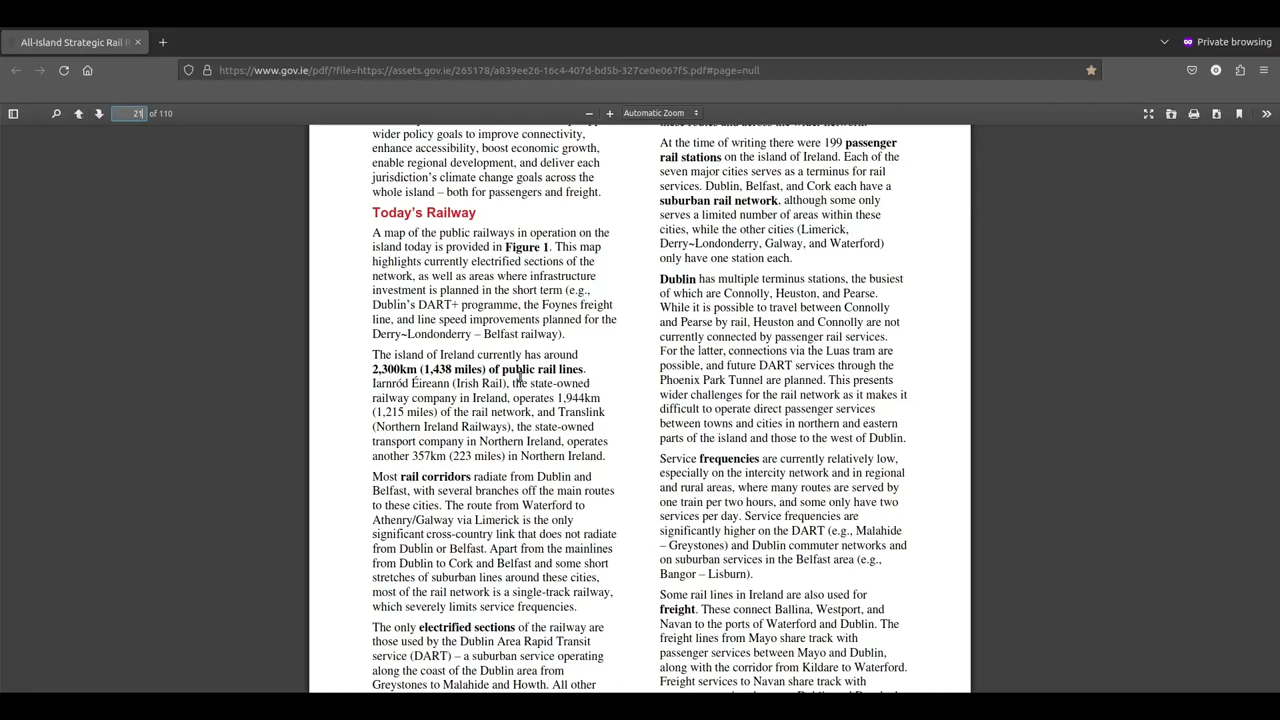 All-Island Strategic Rail R
Private browsing
https://www.gov.ie/pdf/?file=https://assets.gov.ie/265178/a839ee26-16c4-407d-bd5b-327ce0e067f5.pdf#page=null
21 of 110
Automatic Zoom
wider policy goals to improve connectivity,
enhance accessibility, boost economic growth,
enable regional development, and deliver each
jurisdiction's climate change goals across the
whole island – both for passengers and freight.
Today's Railway
A map of the public railways in operation on the
island today is provided in Figure 1. This map
highlights currently electrified sections of the
network, as well as areas where infrastructure
investment is planned in the short term (e.g.,
Dublin's DART+ programme, the Foynes freight
line, and line speed improvements planned for the
Derry~Londonderry – Belfast railway).
The island of Ireland currently has around
2,300km (1,438 miles) of public rail lines.
Iarnród Éireann (Irish Rail), the state-owned
railway company in Ireland, operates 1,944km
(1,215 miles) of the rail network, and Translink
(Northern Ireland Railways), the state-owned
transport company in Northern Ireland, operates
another 357km (223 miles) in Northern Ireland.
Most rail corridors radiate from Dublin and
Belfast, with several branches off the main routes
to these cities. The route from Waterford to
Athenry/Galway via Limerick is the only
significant cross-country link that does not radiate
from Dublin or Belfast. Apart from the mainlines
from Dublin to Cork and Belfast and some short
stretches of suburban lines around these cities,
most of the rail network is a single-track railway,
which severely limits service frequencies.
The only electrified sections of the railway are
those used by the Dublin Area Rapid Transit
service (DART) – a suburban service operating
along the coast of the Dublin area from
Greystones to Malahide and Howth. All other
these routes and across the wider network.
At the time of writing there were 199 passenger
rail stations on the island of Ireland. Each of the
seven major cities serves as a terminus for rail
services. Dublin, Belfast, and Cork each have a
suburban rail network, although some only
serves a limited number of areas within these
cities, while the other cities (Limerick,
Derry~Londonderry, Galway, and Waterford)
only have one station each.
Dublin has multiple terminus stations, the busiest
of which are Connolly, Heuston, and Pearse.
While it is possible to travel between Connolly
and Pearse by rail, Heuston and Connolly are not
currently connected by passenger rail services.
For the latter, connections via the Luas tram are
possible, and future DART services through the
Phoenix Park Tunnel are planned. This presents
wider challenges for the rail network as it makes it
difficult to operate direct passenger services
between towns and cities in northern and eastern
parts of the island and those to the west of Dublin.
Service frequencies are currently relatively low,
especially on the intercity network and in regional
and rural areas, where many routes are served by
one train per two hours, and some only have two
services per day. Service frequencies are
significantly higher on the DART (e.g., Malahide
– Greystones) and Dublin commuter networks and
on suburban services in the Belfast area (e.g.,
Bangor – Lisburn).
Some rail lines in Ireland are also used for
freight. These connect Ballina, Westport, and
Navan to the ports of Waterford and Dublin. The
freight lines from Mayo share track with
passenger services between Mayo and Dublin,
along with the corridor from Kildare to Waterford.
Freight services to Navan share track with